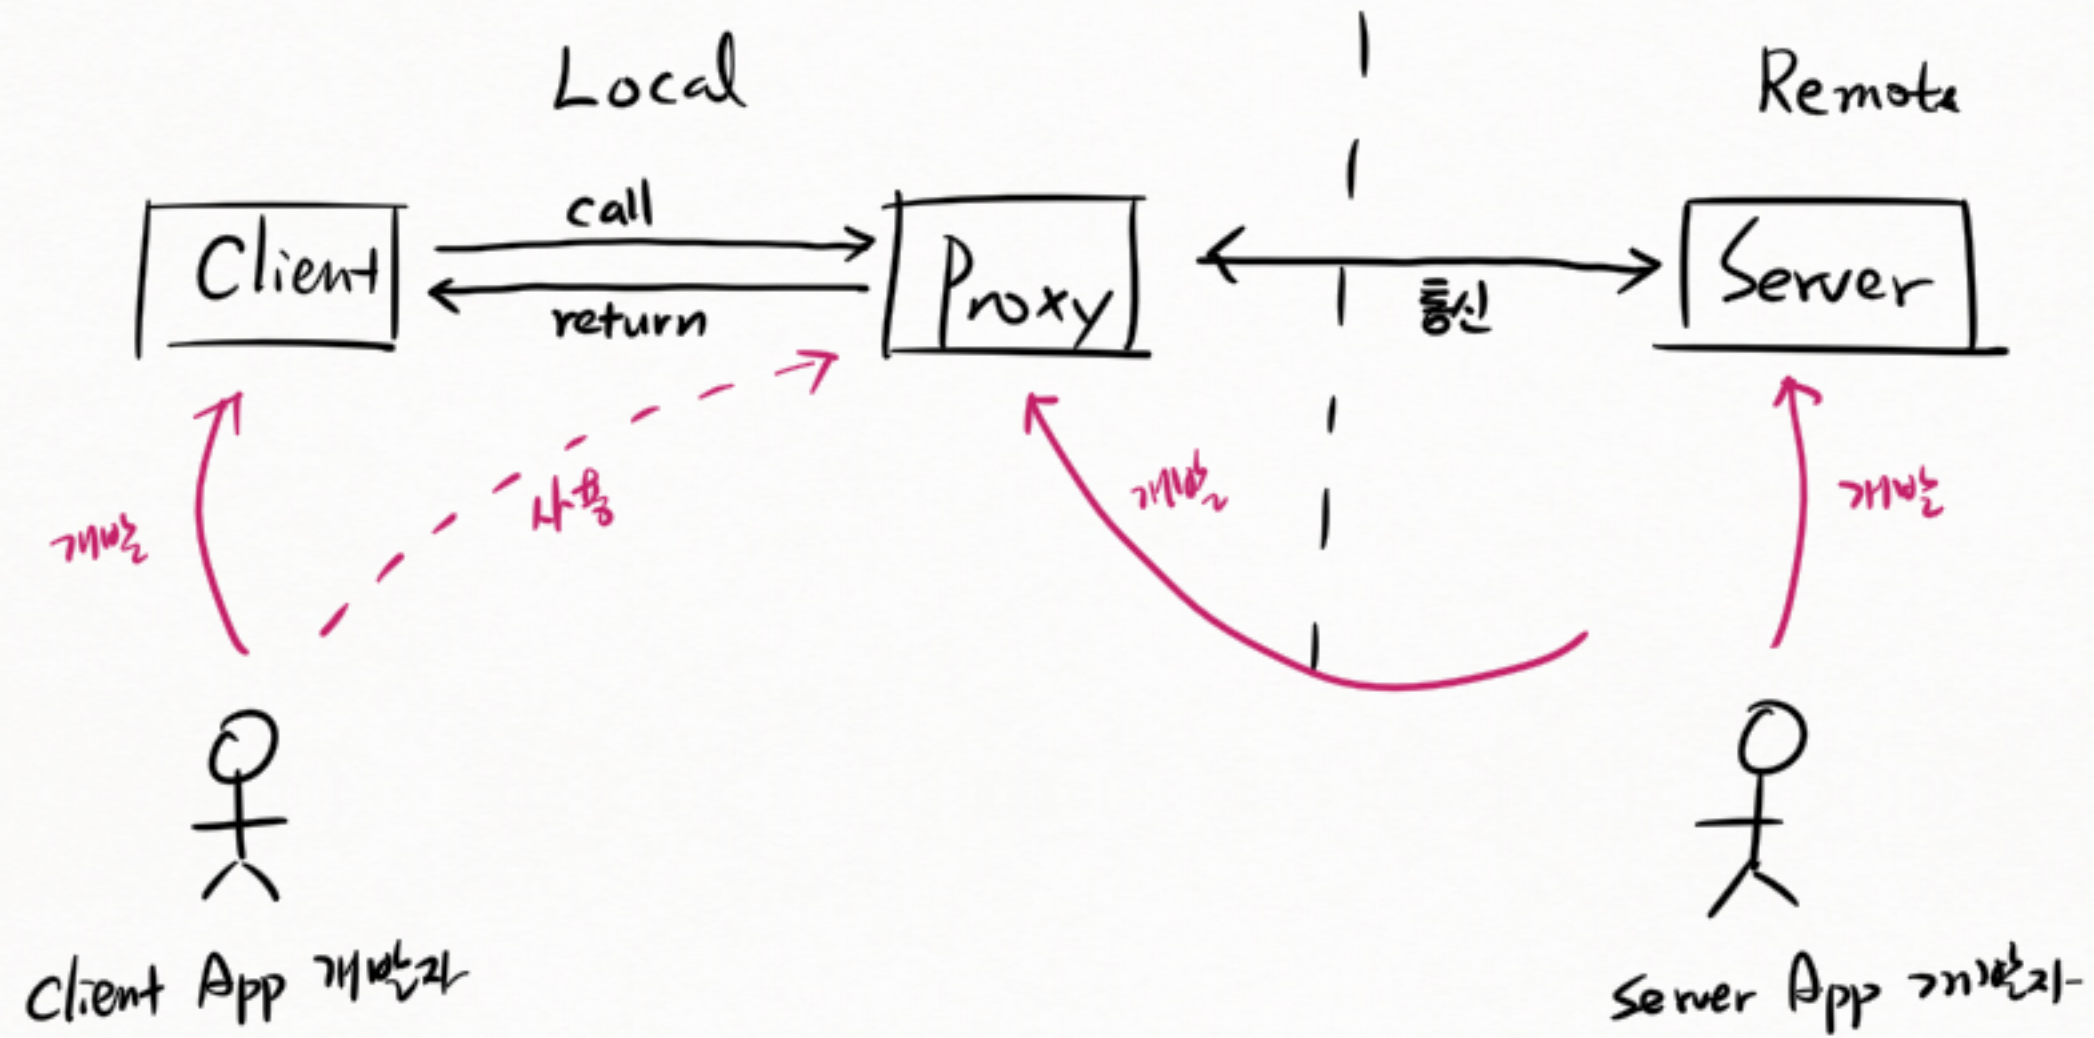 Local
Remote
Client
call
return
Proxy
통신
Server
개발
사용
개발
개발
Client App 개발자
Server App 개발자